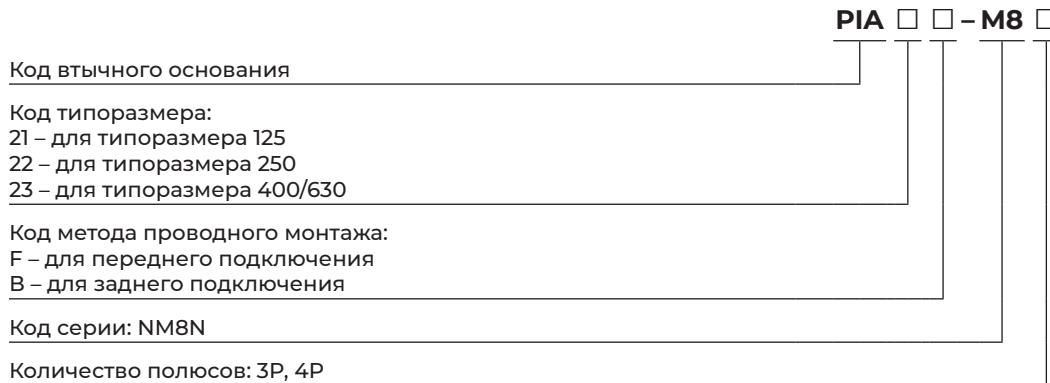 PIA □ □ – M8 □
Код втычного основания
Код типоразмера:
21 – для типоразмера 125
22 – для типоразмера 250
23 – для типоразмера 400/630
Код метода проводного монтажа:
F – для переднего подключения
B – для заднего подключения
Код серии: NM8N
Количество полюсов: 3P, 4P